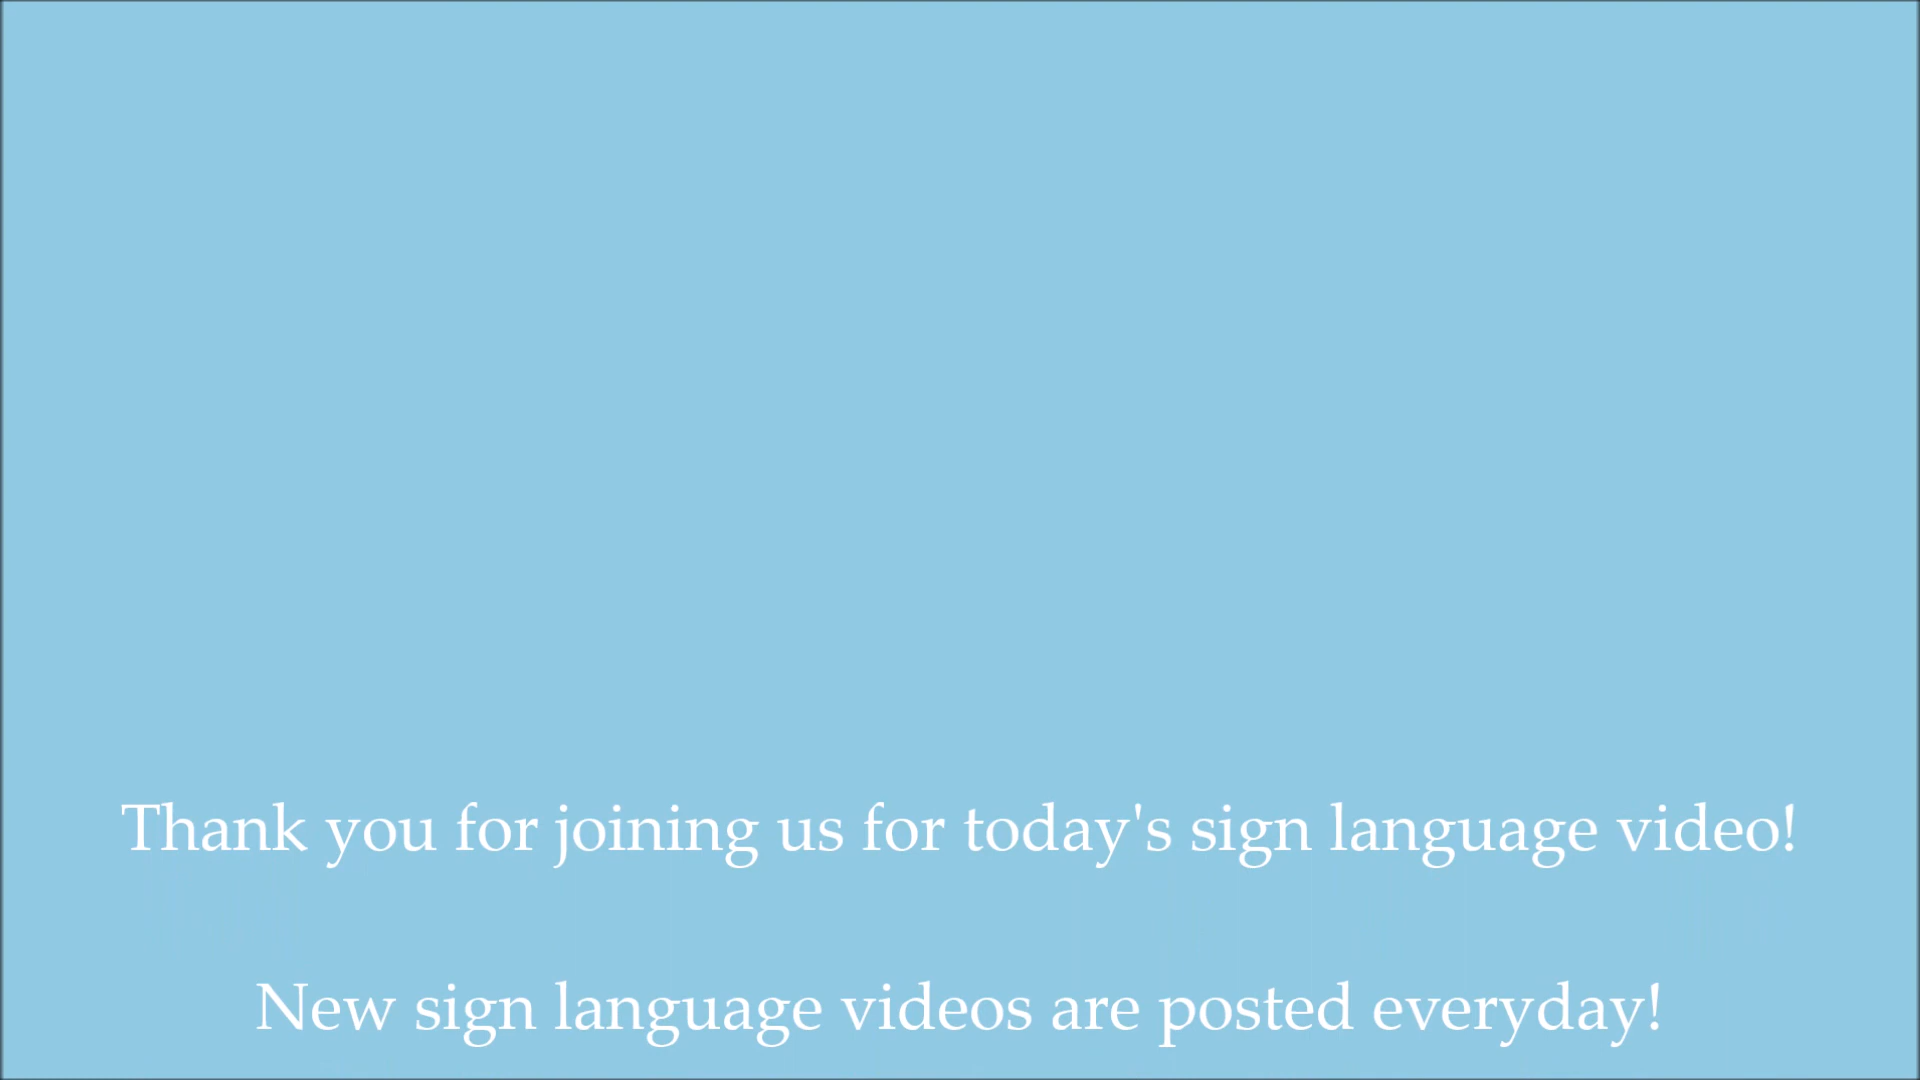 Thank you for joining us for today's sign language video!
New sign language videos are posted everyday!